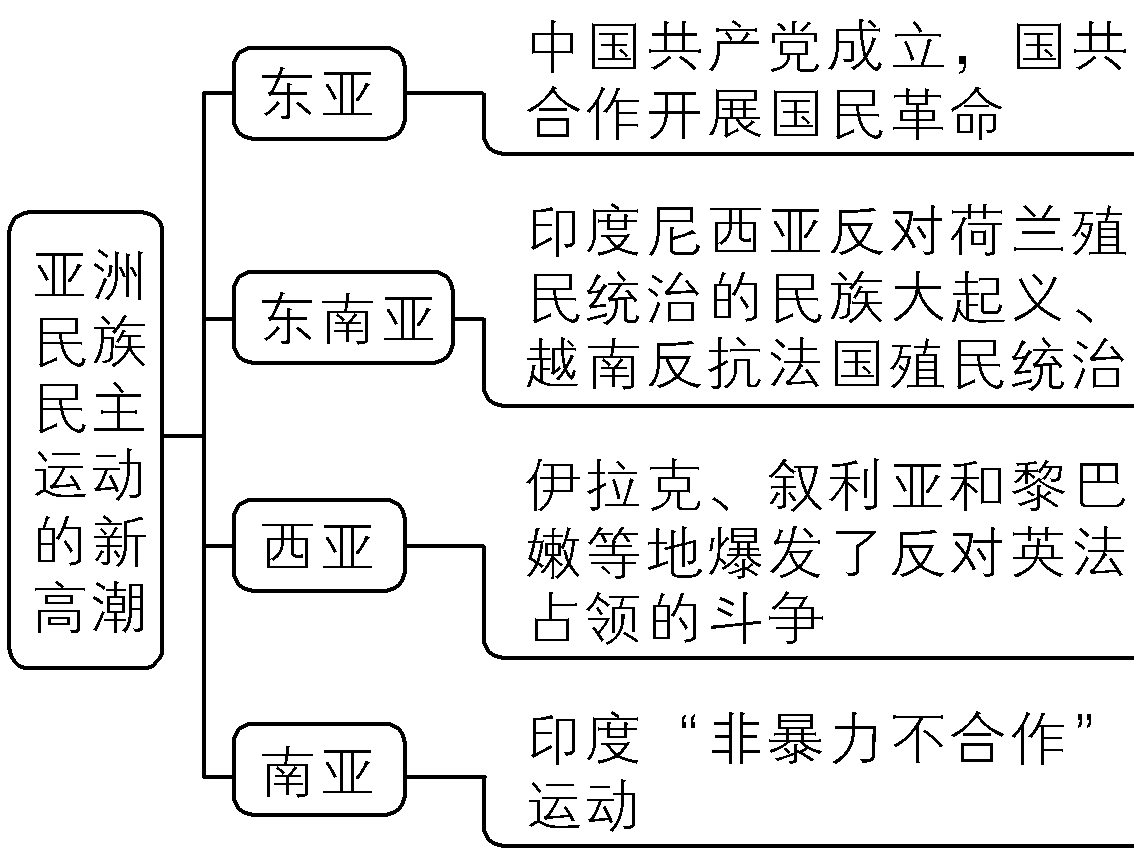 亚洲
民族
民主
运动
的新
高潮
东亚
中国共产党成立，国共
合作开展国民革命
东南亚
印度尼西亚反对荷兰殖
民统治的民族大起义、
越南反抗法国殖民统治
西亚
伊拉克、叙利亚和黎巴
嫩等地爆发了反对英法
占领的斗争
南亚
印度“非暴力不合作”
运动